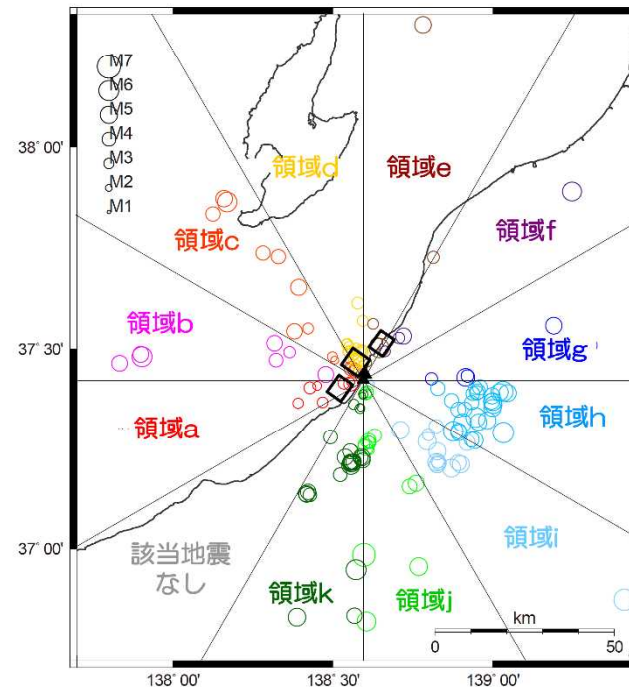 M7
M6
M5
M4
M3
M2
M1
38° 00'
37° 30'
37° 00'
領域d
領域e
領域c
領域f
領域b
領域g
領域a
領域h
該当地震
なし
領域i
領域k
領域j
km
0
50
138° 00'
138° 30'
139° 00'